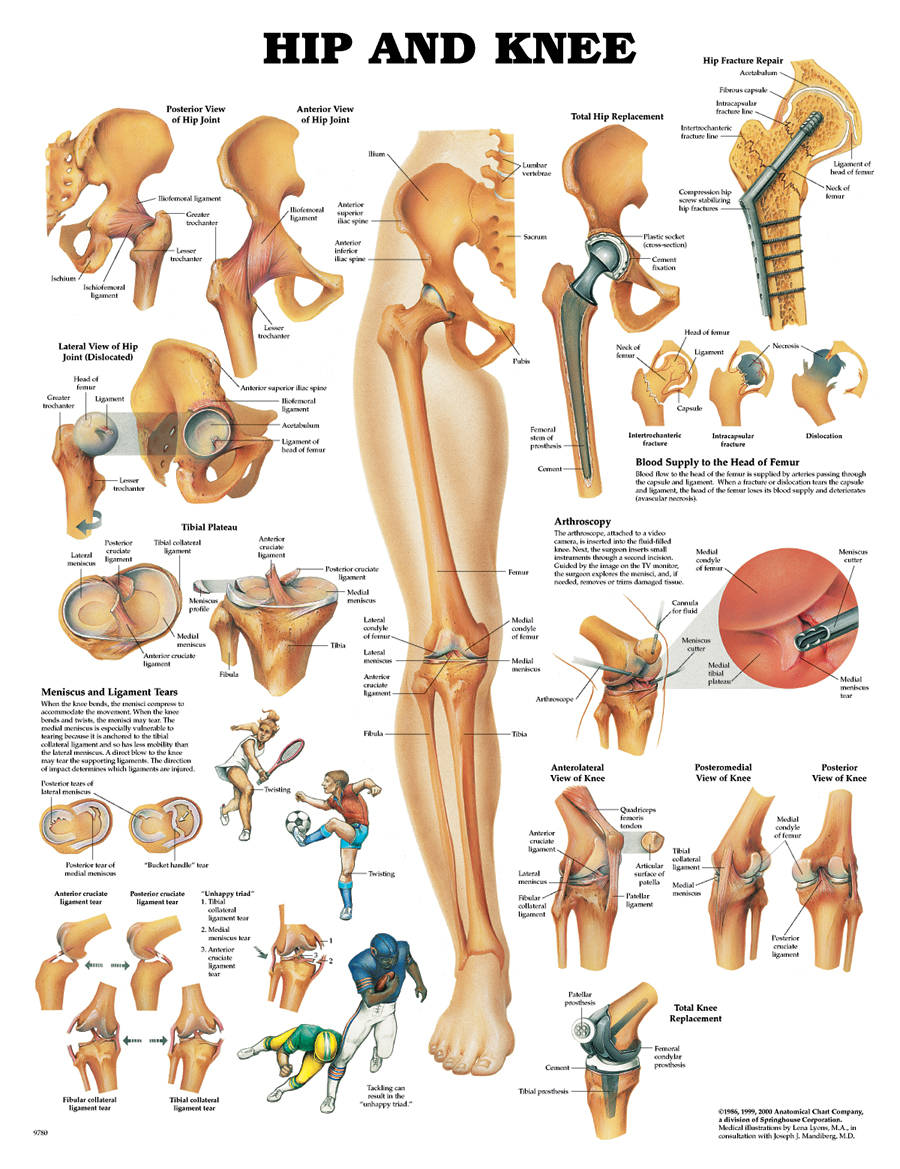 HIP AND KNEE
Posterior View
of Hip Joint
Iliofemoral ligament
Greater
trochanter
Lesser
trochanter
Ischium
Ischiofemoral
ligament
Anterior View
of Hip Joint
Iliofemoral
ligament
Lesser
trochanter
Ilium
Lumbar
vertebrae
Anterior
superior
iliac spine
Sacrum
Anterior
inferior
iliac spine
Pubis
Femur
Lateral
condyle
of femur
Medial
condyle
of femur
Lateral
meniscus
Medial
meniscus
Anterior
cruciate
ligament
Fibula
Tibia
Total Hip Replacement
Plastic socket
(cross-section)
Cement
fixation
Femoral
stem of
prosthesis
Cement
Hip Fracture Repair
Acetabulum
Fibrous capsule
Intracapsular
fracture line
Intertrochanteric
fracture line
Ligament of
head of femur
Neck of
femur
Compression hip
screw stabilizing
hip fractures
Lateral View of Hip
Joint (Dislocated)
Head of
femur
Greater
trochanter
Ligament
Anterior superior iliac spine
Iliofemoral
ligament
Acetabulum
Ligament of
head of femur
Lesser
trochanter
Head of femur
Neck of
femur
Ligament
Necrosis
Capsule
Intertrochanteric
fracture
Intracapsular
fracture
Dislocation
Blood Supply to the Head of Femur
Blood flow to the head of the femur is supplied by arteries passing through
the capsule and ligament. When a fracture or dislocation tears the capsule
and ligament, the head of the femur loses its blood supply and deteriorates
(avascular necrosis).
Tibial Plateau
Lateral
meniscus
Posterior
cruciate
ligament
Tibial collateral
ligament
Anterior
cruciate
ligament
Posterior cruciate
ligament
Meniscus
profile
Medial
meniscus
Medial
meniscus
Anterior cruciate
ligament
Fibula
Tibia
Arthroscopy
The arthroscope, attached to a video
camera, is inserted into the fluid-filled
knee. Next, the surgeon inserts small
instruments through a second incision.
Guided by the image on the TV monitor,
the surgeon explores the menisci, and, if
needed, removes or trims damaged tissue.
Medial
condyle
of femur
Meniscus
cutter
Cannula
for fluid
Meniscus
cutter
Medial
tibial
plateau
Arthroscope
Medial
meniscus
tear
Meniscus and Ligament Tears
When the knee bends, the menisci compress to
accommodate the movement. When the knee
bends and twists, the menisci may tear. The
medial meniscus is especially vulnerable to
tearing because it is anchored to the tibial
collateral ligament and so has less mobility than
the lateral meniscus. A direct blow to the knee
may tear the supporting ligaments. The direction
of impact determines which ligaments are injured.
Posterior tears of
lateral meniscus
Posterior tear of
medial meniscus
"Bucket handle" tear
Twisting
Twisting
Anterior cruciate
ligament tear
Posterior cruciate
ligament tear
"Unhappy triad"
1. Tibial
collateral
ligament tear
2. Medial
meniscus tear
3. Anterior
cruciate
ligament
tear
1
3
2
Fibular collateral
ligament tear
Tibial collateral
ligament tear
Tackling can
result in the
"unhappy triad."
Anterolateral
View of Knee
Quadriceps
femoris
tendon
Anterior
cruciate
ligament
Articular
surface of
patella
Lateral
meniscus
Fibular
collateral
ligament
Patellar
ligament
Posteromedial
View of Knee
Posterior
View of Knee
Medial
condyle
of femur
Tibial
collateral
ligament
Medial
meniscus
Posterior
cruciate
ligament
Patellar
prosthesis
Total Knee
Replacement
Femoral
condylar
prosthesis
Cement
Tibial prosthesis
©1986, 1999, 2000 Anatomical Chart Company,
a division of Springhouse Corporation.
Medical illustrations by Lena Lyons, M.A., in
consultation with Joseph J. Mandiberg, M.D.
9780